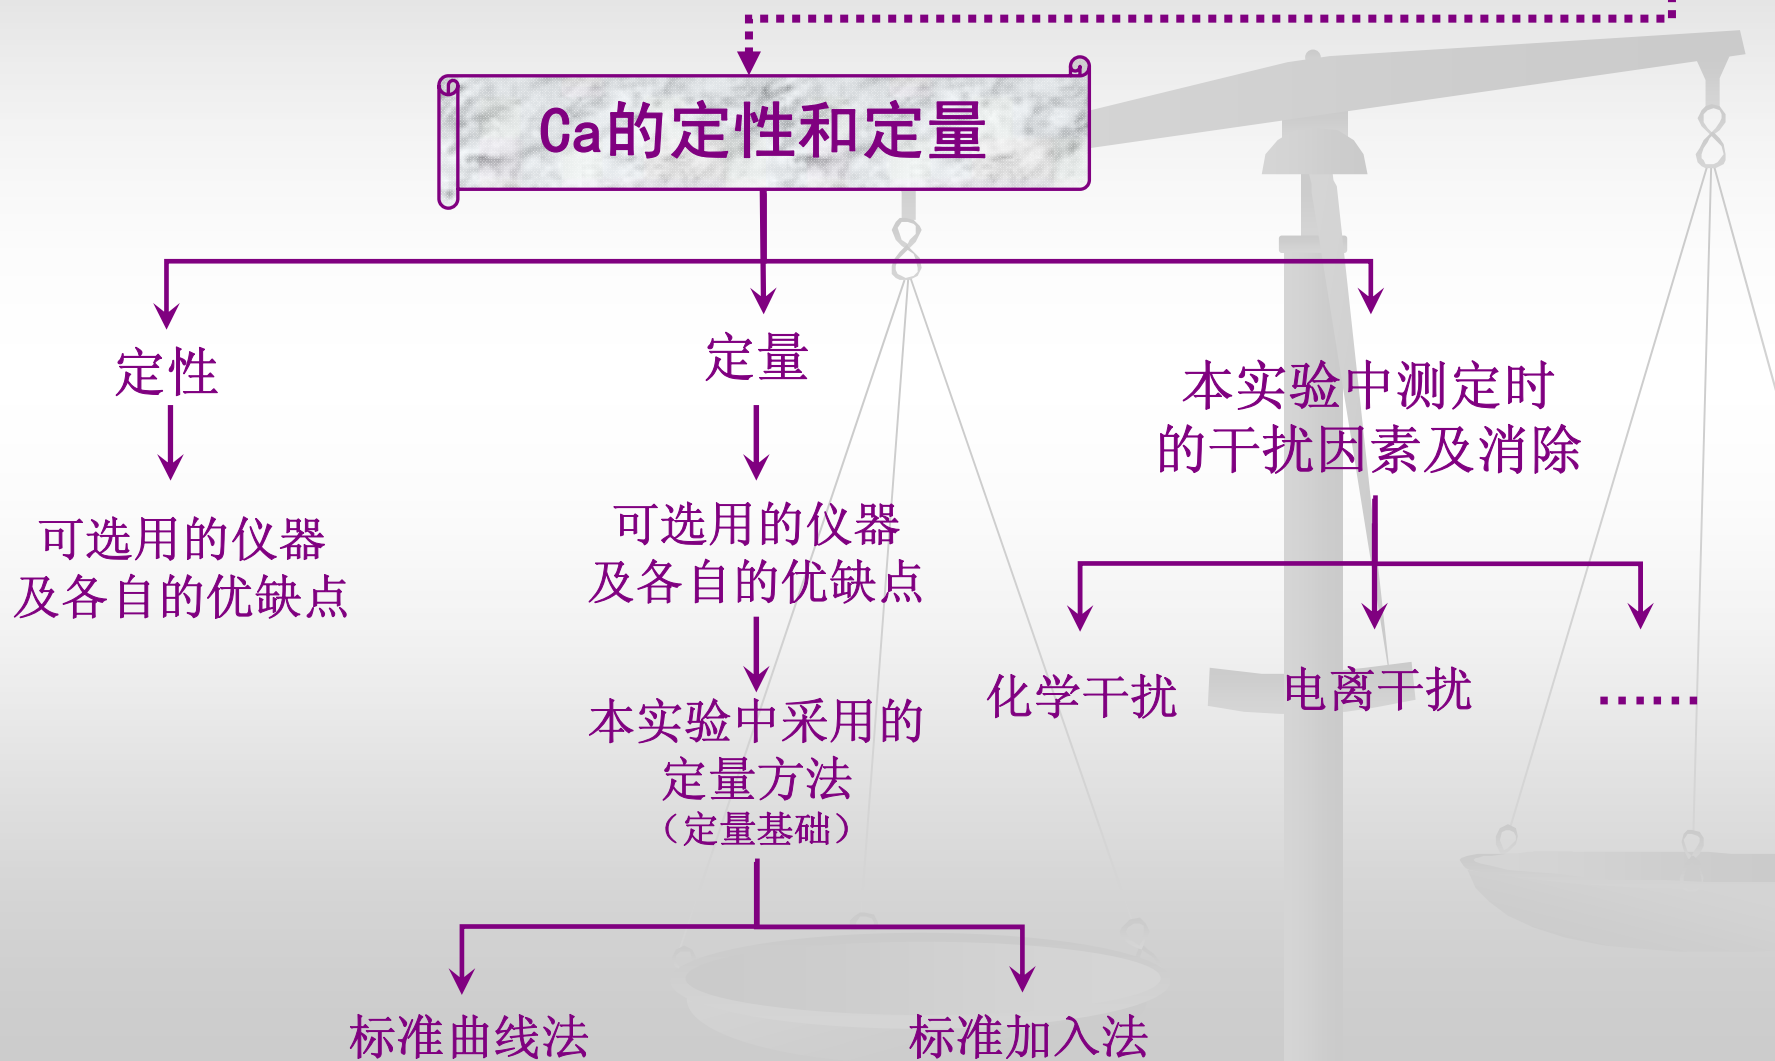 Ca的定性和定量
定性
可选用的仪器
及各自的优缺点
定量
可选用的仪器
及各自的优缺点
本实验中采用的
定量方法
（定量基础）
标准曲线法
标准加入法
本实验中测定时
的干扰因素及消除
化学干扰
电离干扰
……